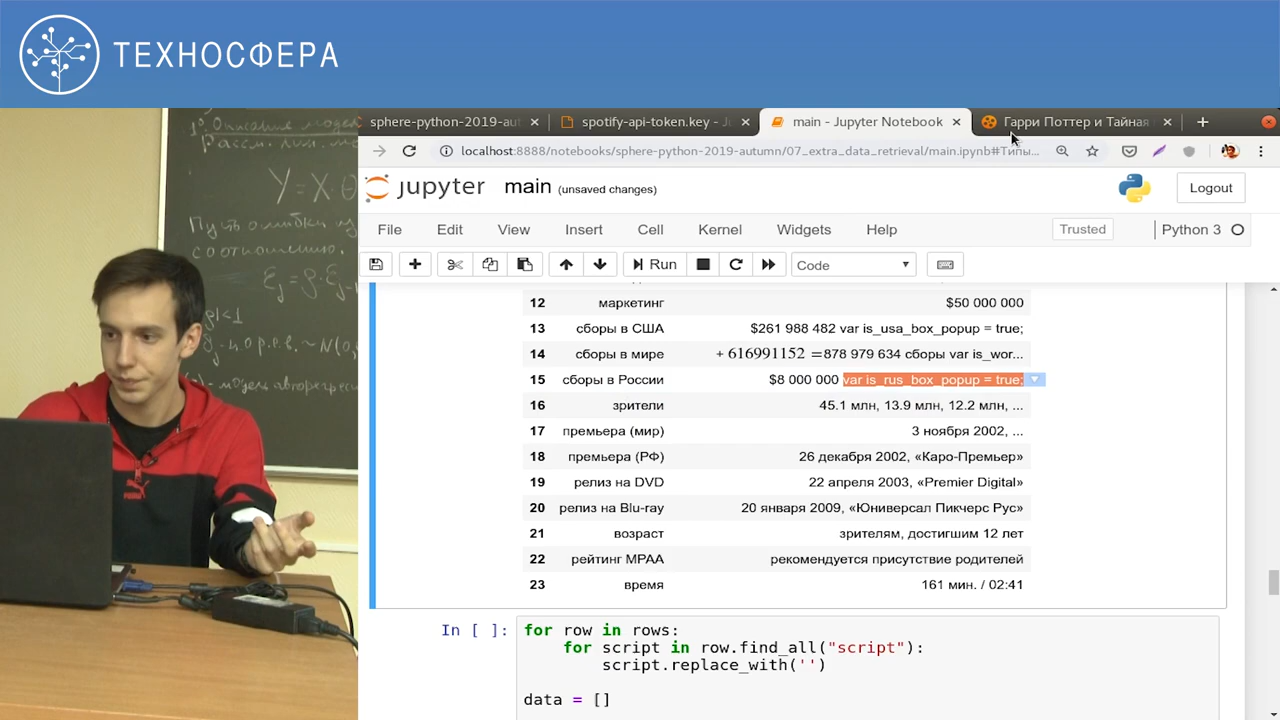 ТЕХНОСФЕРА
sphere-python-2019-aut
spotify-api-token.key - J
main - Jupyter Notebook
Гарри Поттер и Тайная
localhost:8888/notebooks/sphere-python-2019-autumn/07_extra_data_retrieval/main.ipynb#Типы...
jupyter main (unsaved changes)
Logout
File Edit View Insert Cell Kernel Widgets Help
Trusted
Python 3
Run
Code
12 маркетинг $50 000 000
13 сборы в США $261 988 482 var is_usa_box_popup = true;
14 сборы в мире + 616991152 =878 979 634 сборы var is_wor...
15 сборы в России $8 000 000 var is_rus_box_popup = true;
16 зрители 45.1 млн, 13.9 млн, 12.2 млн, ...
17 премьера (мир) 3 ноября 2002, ...
18 премьера (РФ) 26 декабря 2002, «Каро-Премьер»
19 релиз на DVD 22 апреля 2003, «Premier Digital»
20 релиз на Blu-ray 20 января 2009, «Юниверсал Пикчерс Рус»
21 возраст зрителям, достигшим 12 лет
22 рейтинг MPAA рекомендуется присутствие родителей
23 время 161 мин. / 02:41
In [ ]:
for row in rows:
for script in row.find_all("script"):
script.replace_with('')
data = []
1° Описание
Y = X · Θ
Пусть ошибки
соотношению.